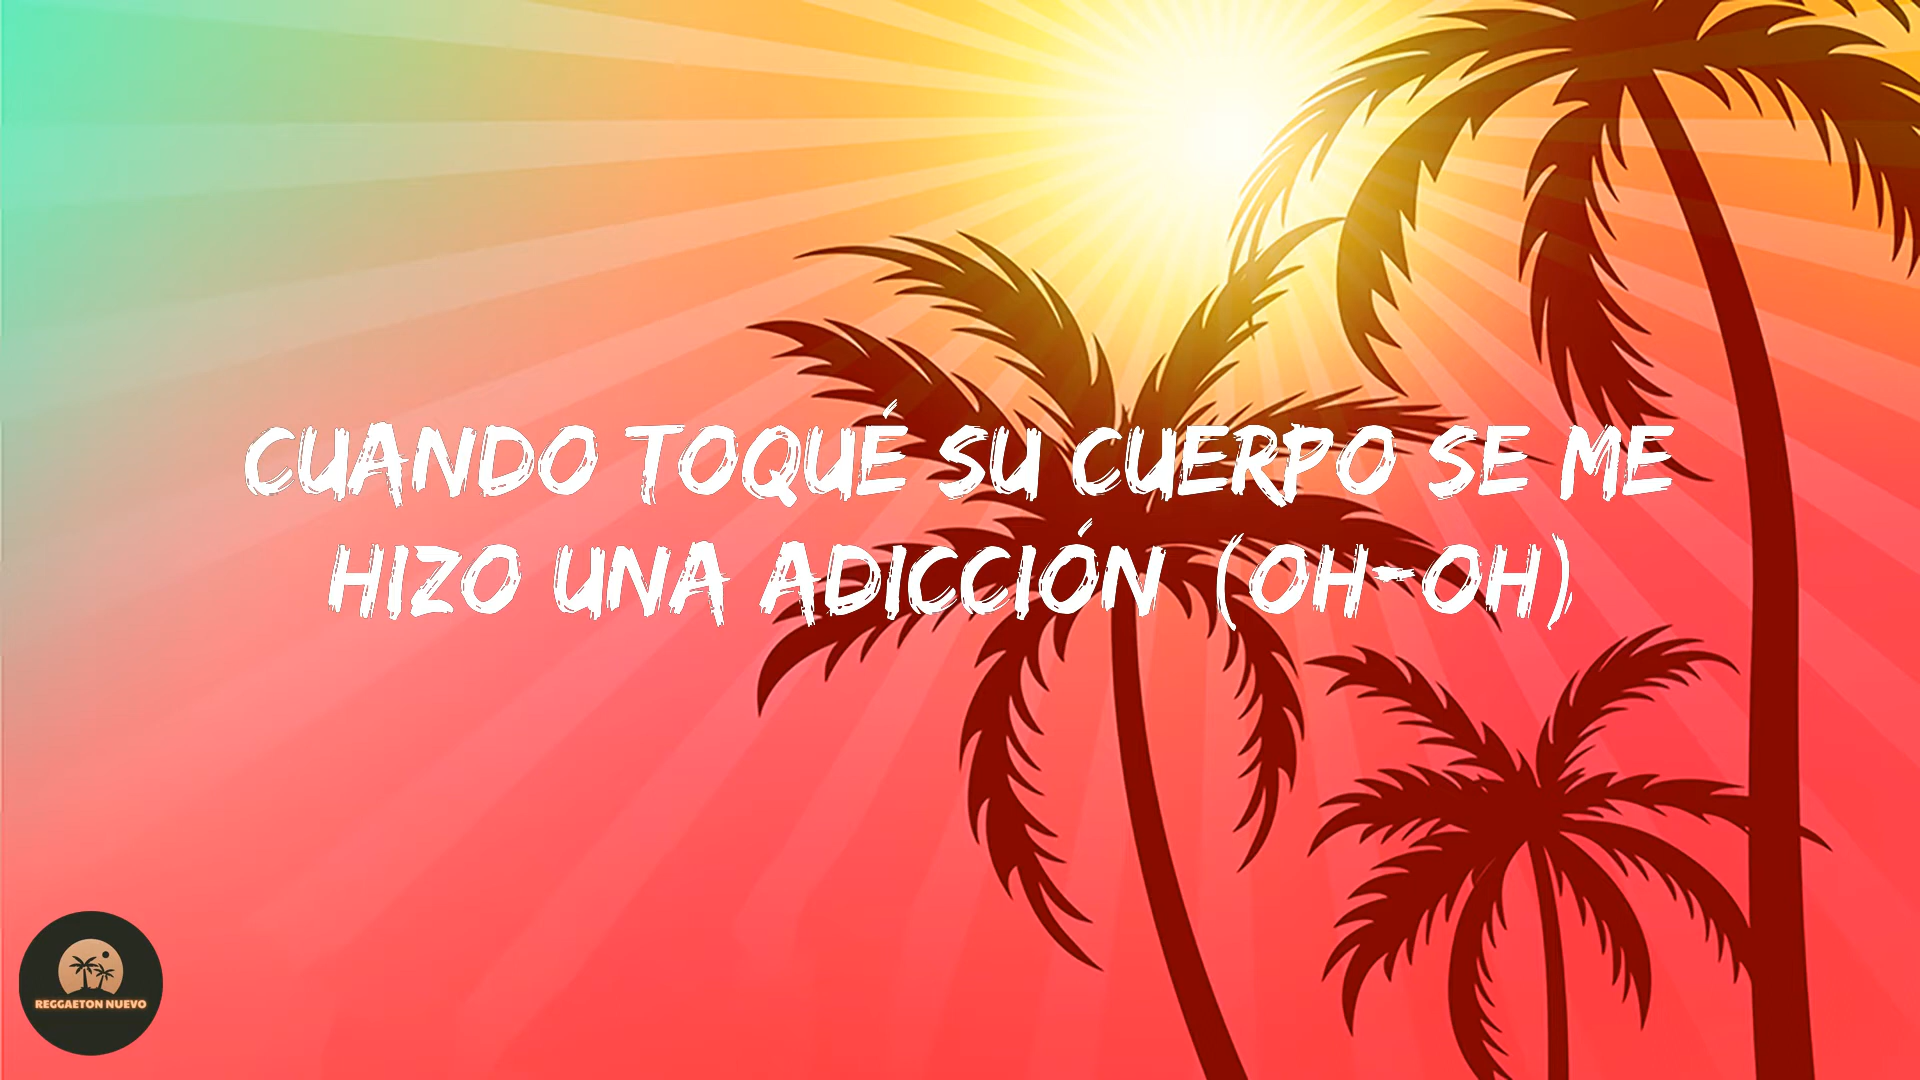 CUANDO TOQUÉ SU CUERPO SE ME
HIZO UNA ADICCIÓN (OH-OH)
REGGAETON NUEVO